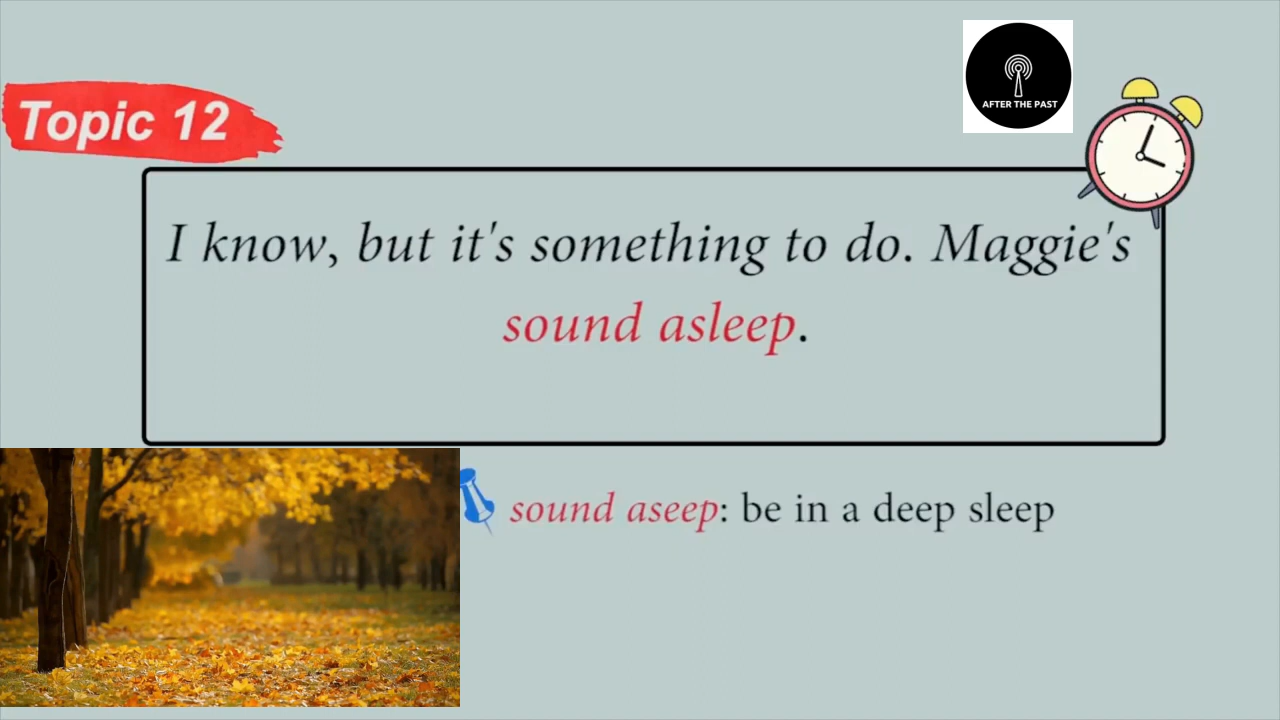 AFTER THE PAST
Topic 12
I know, but it's something to do. Maggie's
sound asleep.
sound aseep: be in a deep sleep